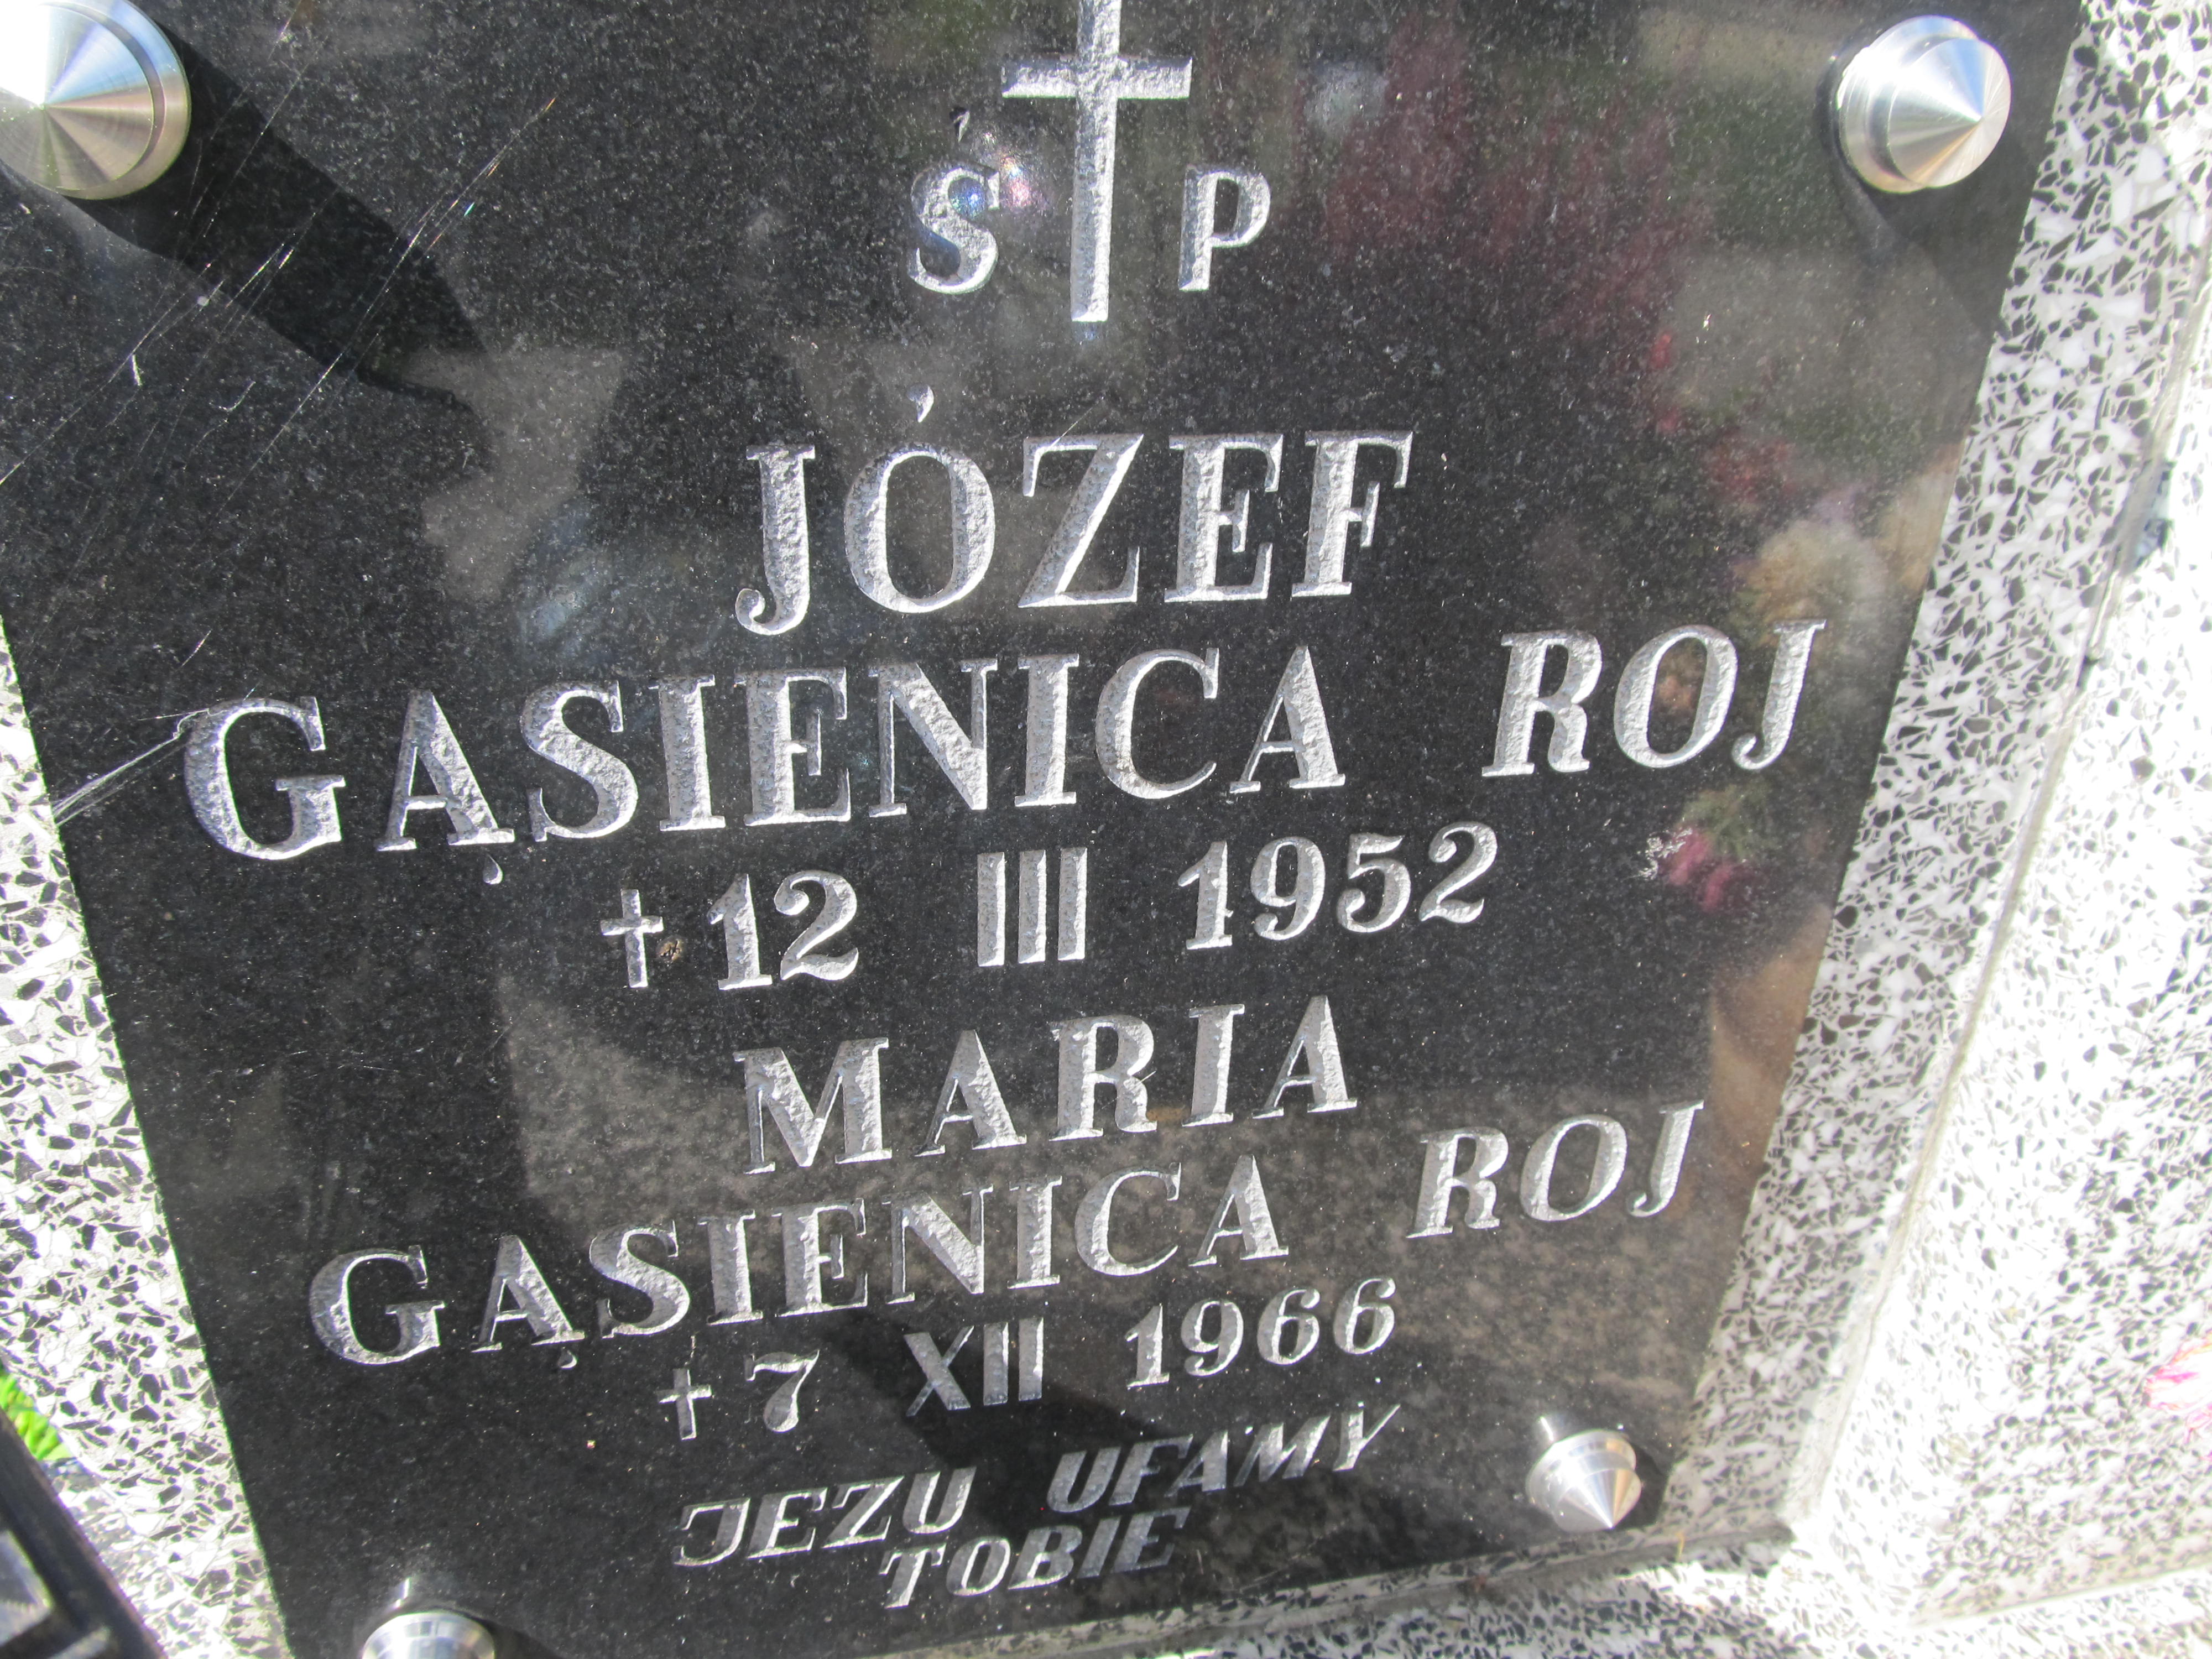 Ś † P
JÓZEF
GĄSIENICA ROJ
† 12 III 1952
MARIA
GĄSIENICA ROJ
† 7 XII 1966
JEZU UFAMY
TOBIE